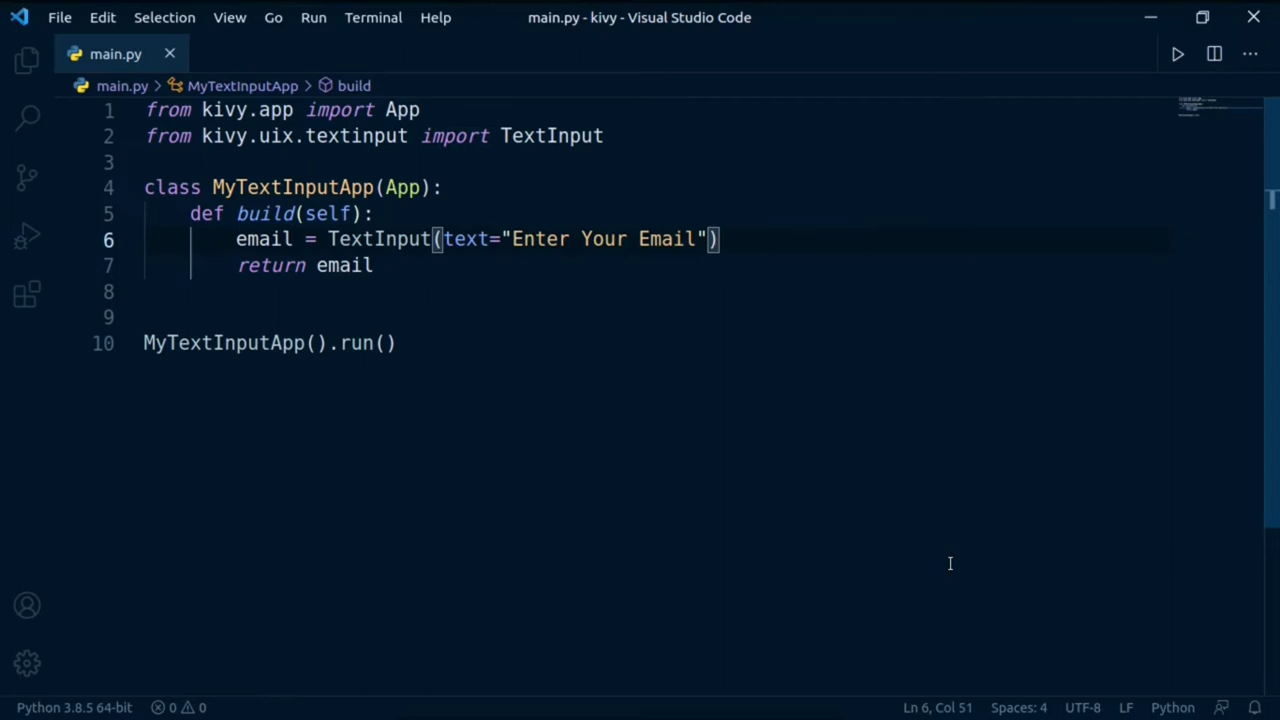 File Edit Selection View Go Run Terminal Help main.py - kivy - Visual Studio Code
main.py
main.py > MyTextInputApp > build
1 from kivy.app import App
2 from kivy.uix.textinput import TextInput
3
4 class MyTextInputApp(App):
5     def build(self):
6         email = TextInput(text="Enter Your Email")
7         return email
8
9
10 MyTextInputApp().run()
Python 3.8.5 64-bit 0 0 Ln 6, Col 51 Spaces: 4 UTF-8 LF Python